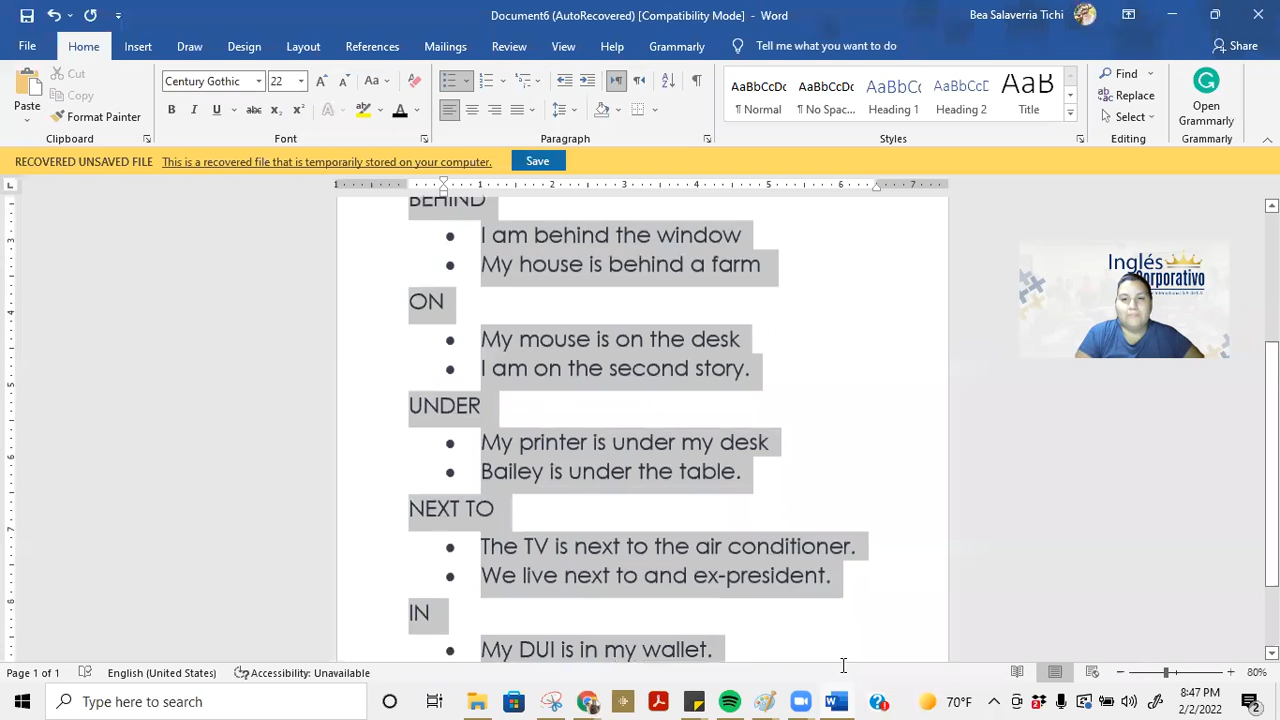 Document6 (AutoRecovered) [Compatibility Mode] - Word
Bea Salaverria Tichi
File Home Insert Draw Design Layout References Mailings Review View Help Grammarly Tell me what you want to do Share
Paste
Cut
Copy
Format Painter
Clipboard
Century Gothic 22
Font
Paragraph
AaBbCcDc AaBbCcDc AaBbCc AaBbCcD AaB
¶ Normal ¶ No Spac... Heading 1 Heading 2 Title
Styles
Find
Replace
Select
Editing
Open
Grammarly
Grammarly
RECOVERED UNSAVED FILE This is a recovered file that is temporarily stored on your computer. Save
BEHIND
• I am behind the window
• My house is behind a farm
ON
• My mouse is on the desk
• I am on the second story.
UNDER
• My printer is under my desk
• Bailey is under the table.
NEXT TO
• The TV is next to the air conditioner.
• We live next to and ex-president.
IN
• My DUI is in my wallet.
Inglés
Corporativo
Page 1 of 1 English (United States) Accessibility: Unavailable 80%
Type here to search
70°F
8:47 PM
2/2/2022
2